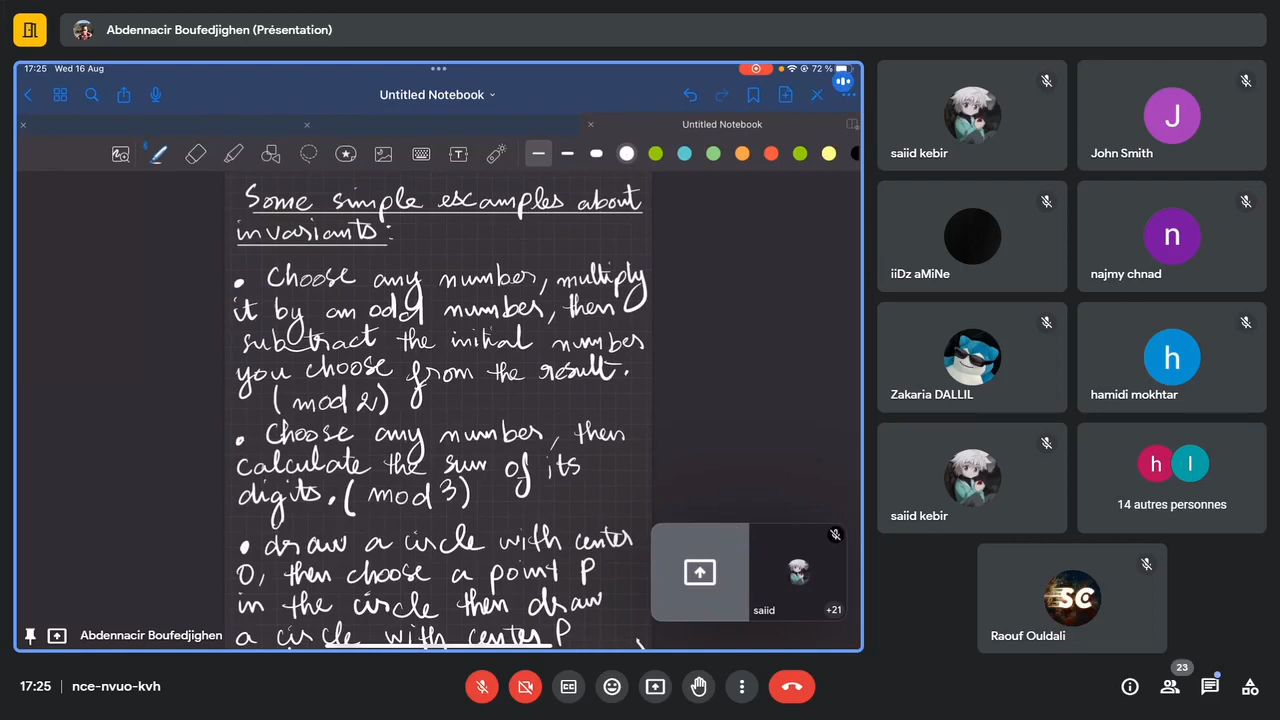 Abdennacir Boufedjighen (Présentation)
17:25 Wed 16 Aug
72 %
Untitled Notebook
Untitled Notebook
Some simple escamples about
invariants:
• Choose any number, multiply
it by an odd number, then
subtract the initial number
you choose from the result.
(mod 2)
• Choose any number, then
calculate the sum of its
digits. (mod 3)
• draw a circle with center
O, then choose a point P
in the circle then draw
a circle with center P
saiid
+21
Abdennacir Boufedjighen
saiid kebir
J
John Smith
iiDz aMiNe
n
najmy chnad
Zakaria DALLIL
h
hamidi mokhtar
saiid kebir
h l
14 autres personnes
SC
Raouf Ouldali
17:25 nce-nvuo-kvh
23